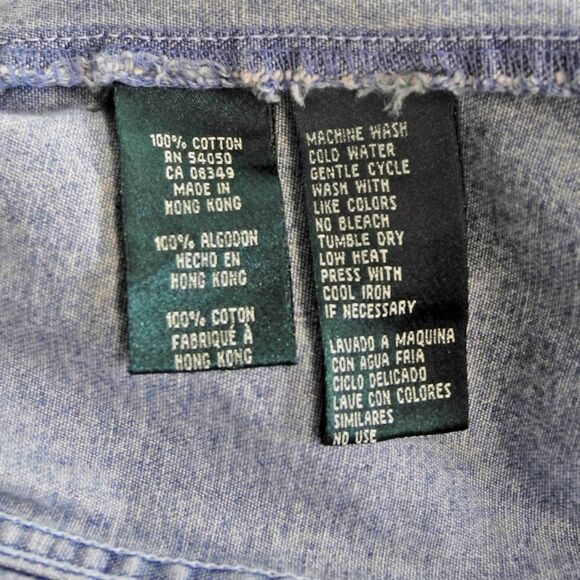 100% COTTON
RN 54050
CA 08349
MADE IN
HONG KONG
100% ALGODON
HECHO EN
HONG KONG
100% COTON
FABRIQUÉ À
HONG KONG
MACHINE WASH
COLD WATER
GENTLE CYCLE
WASH WITH
LIKE COLORS
NO BLEACH
TUMBLE DRY
LOW HEAT
PRESS WITH
COOL IRON
IF NECESSARY
LAVADO A MAQUINA
CON AGUA FRIA
CICLO DELICADO
LAVE CON COLORES
SIMILARES
NO USE